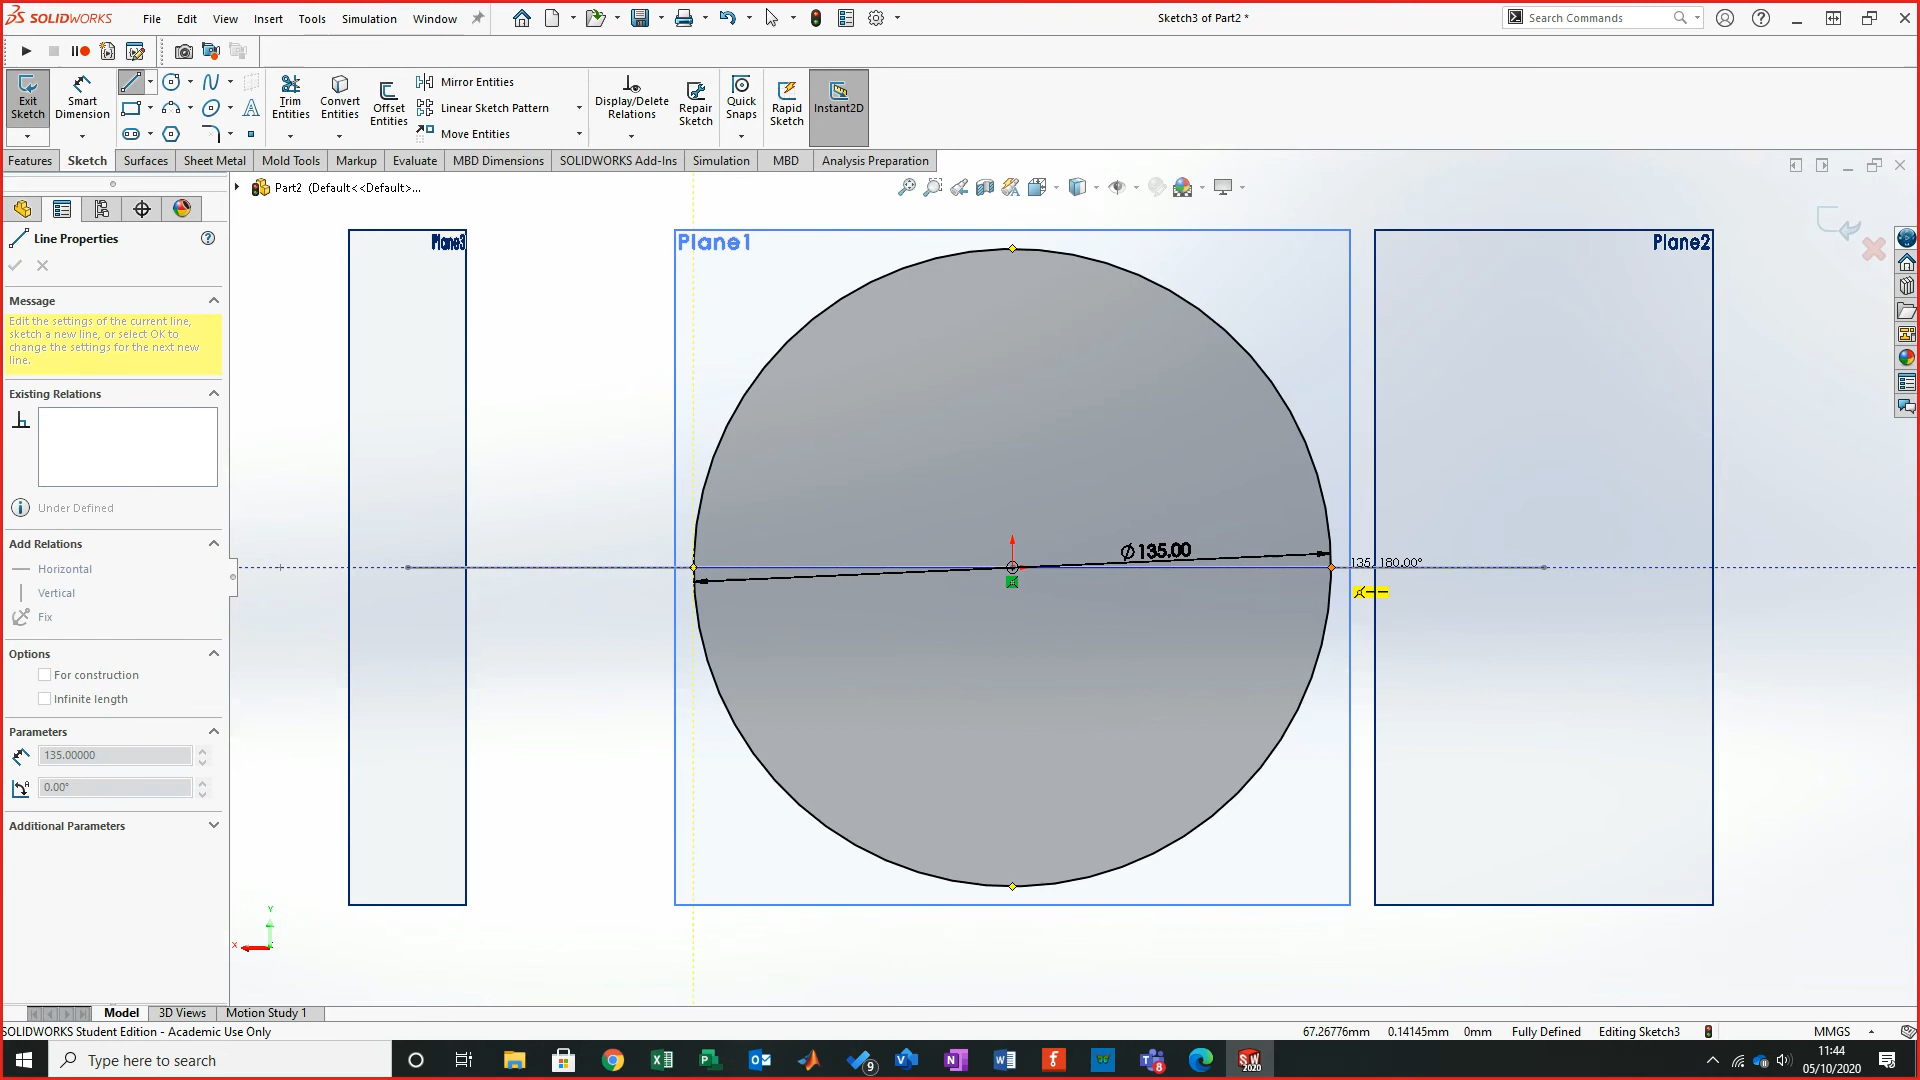 SOLIDWORKS File Edit View Insert Tools Simulation Window Sketch3 of Part2 * Search Commands
Exit Sketch
Smart Dimension
Trim Entities
Convert Entities
Offset Entities
Mirror Entities
Linear Sketch Pattern
Move Entities
Display/Delete Relations
Repair Sketch
Quick Snaps
Rapid Sketch
Instant2D
Features Sketch Surfaces Sheet Metal Mold Tools Markup Evaluate MBD Dimensions SOLIDWORKS Add-Ins Simulation MBD Analysis Preparation
Part2 (Default<<Default>...
Line Properties
Message
Edit the settings of the current line,
sketch a new line, or select OK to
change the settings for the next new
line.
Existing Relations
Under Defined
Add Relations
Horizontal
Vertical
Fix
Options
For construction
Infinite length
Parameters
135.00000
0.00°
Additional Parameters
Plane3
Plane1
Plane2
Ø135.00
135, 180.00°
Y
X
Model 3D Views Motion Study 1
SOLIDWORKS Student Edition - Academic Use Only
67.26776mm 0.14145mm 0mm Fully Defined Editing Sketch3 MMGS
Type here to search
9
8
SW
2020
11:44
05/10/2020